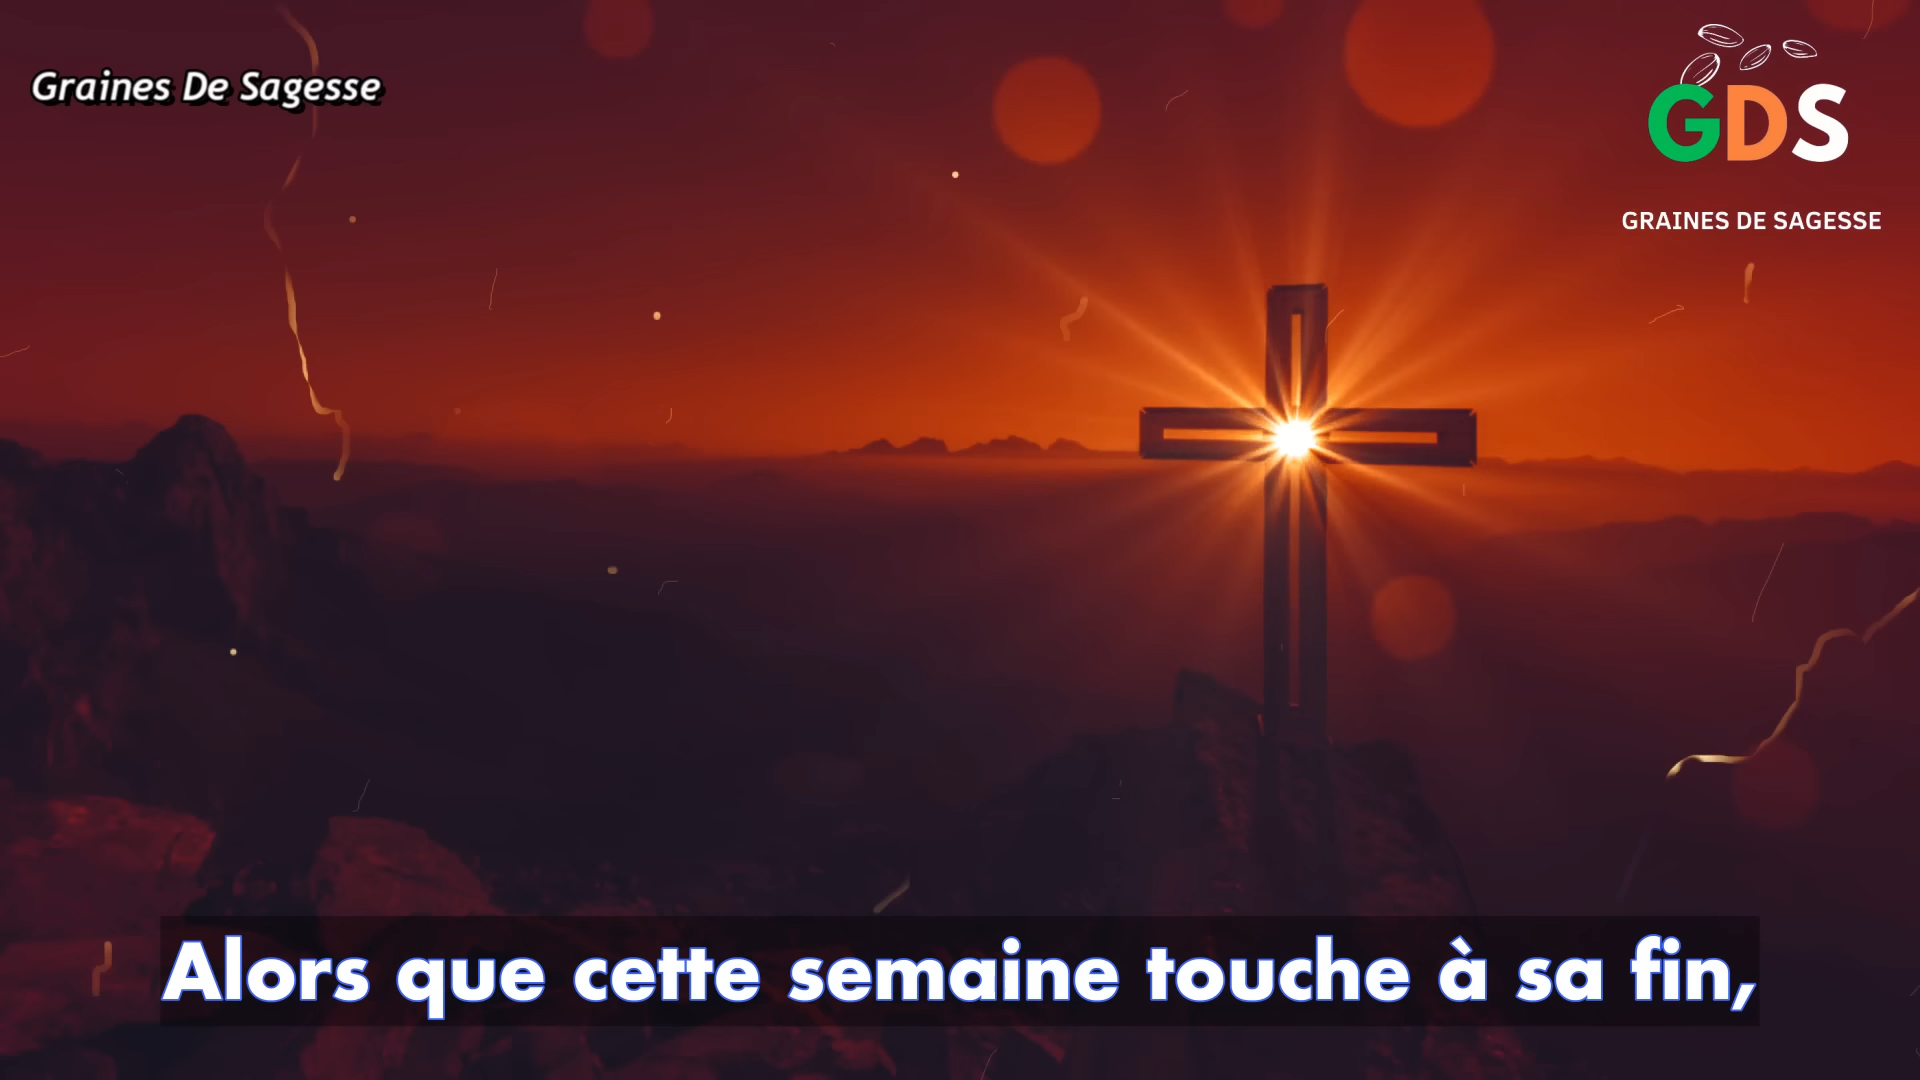 Graines De Sagesse
GDS
GRAINES DE SAGESSE
Alors que cette semaine touche à sa fin,